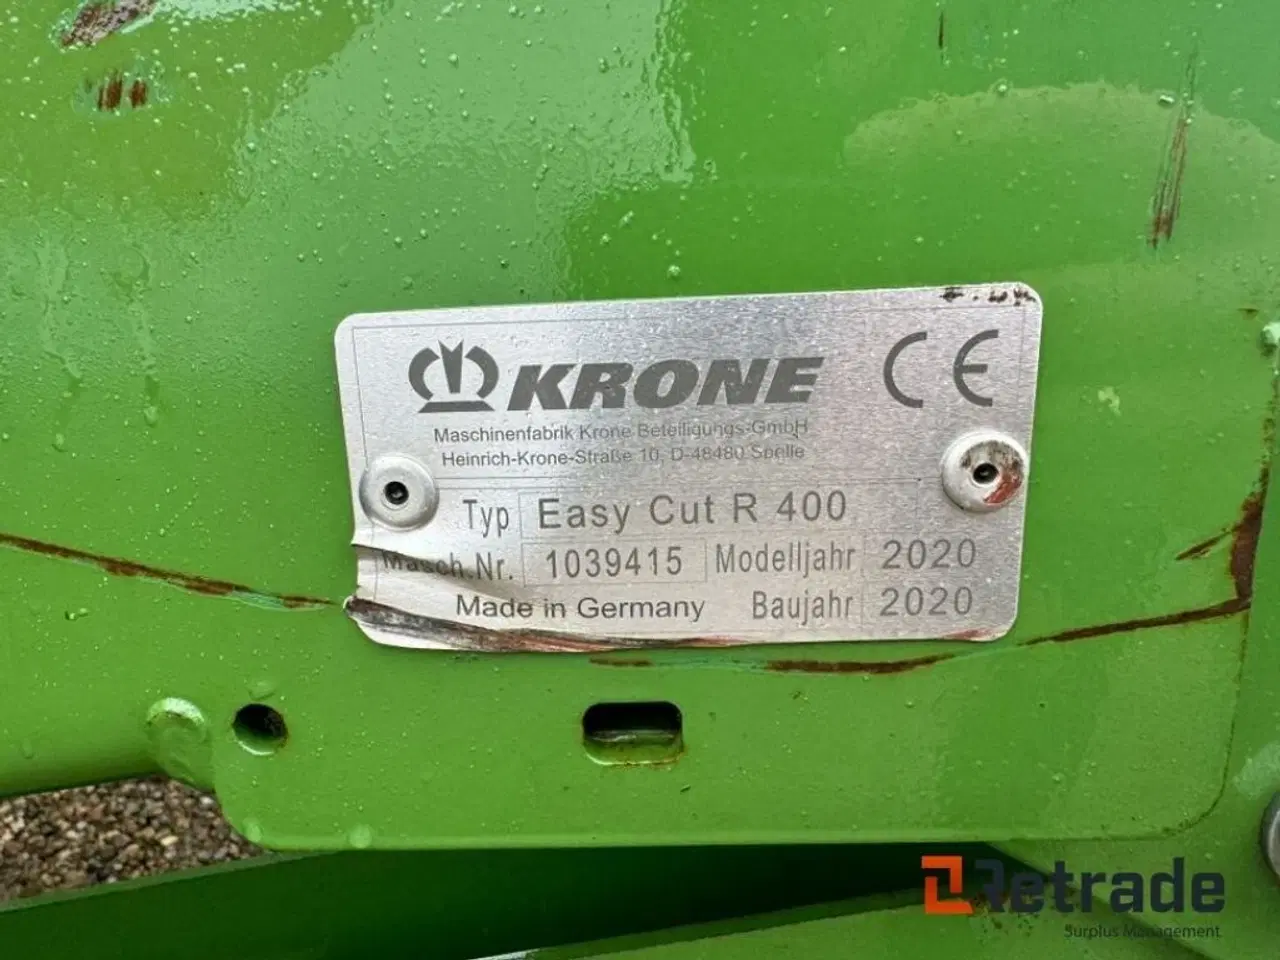 KRONE CE
Maschinenfabrik Krone Beteiligungs-GmbH
Heinrich-Krone-Straße 10, D-48480 Spelle
Typ Easy Cut R 400
Masch.Nr. 1039415 Modelljahr 2020
Made in Germany Baujahr 2020
Retrade
Surplus Management